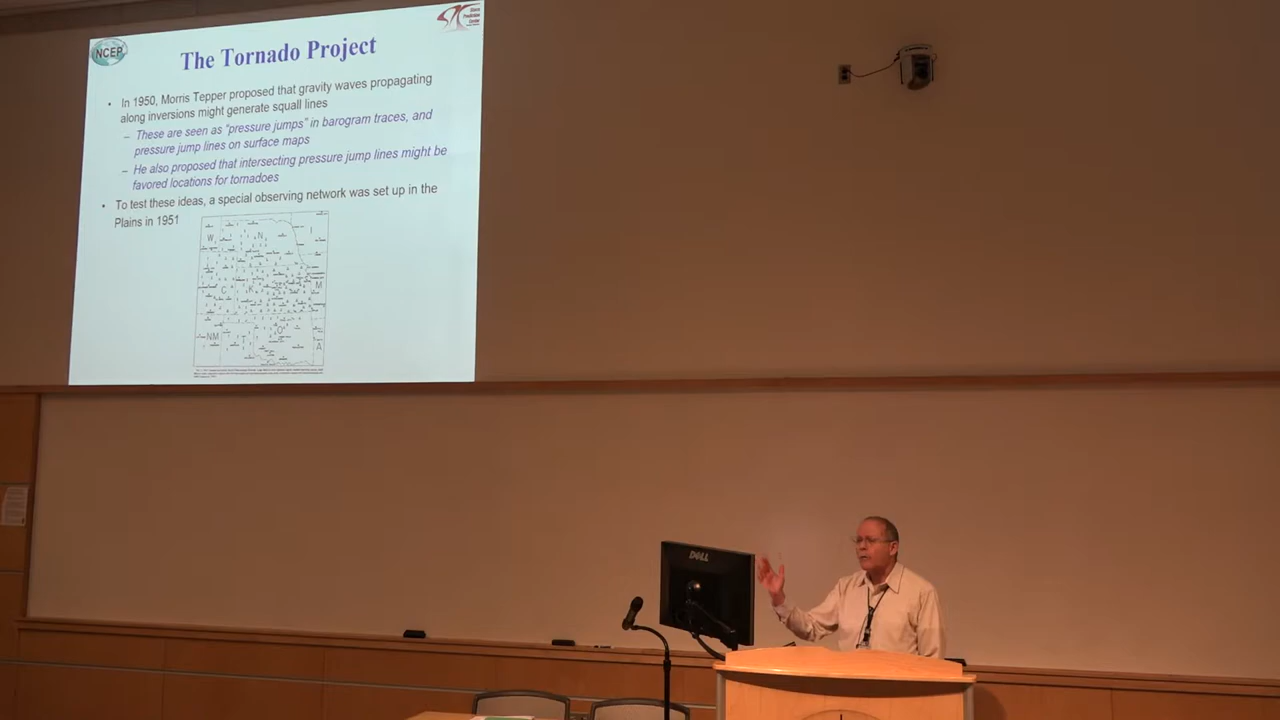 NCEP
Storm
Prediction
Center
The Tornado Project
• In 1950, Morris Tepper proposed that gravity waves propagating
along inversions might generate squall lines
– These are seen as “pressure jumps” in barogram traces, and
pressure jump lines on surface maps
– He also proposed that intersecting pressure jump lines might be
favored locations for tornadoes
• To test these ideas, a special observing network was set up in the
Plains in 1951
W N I
C K M
NM T O A
DELL